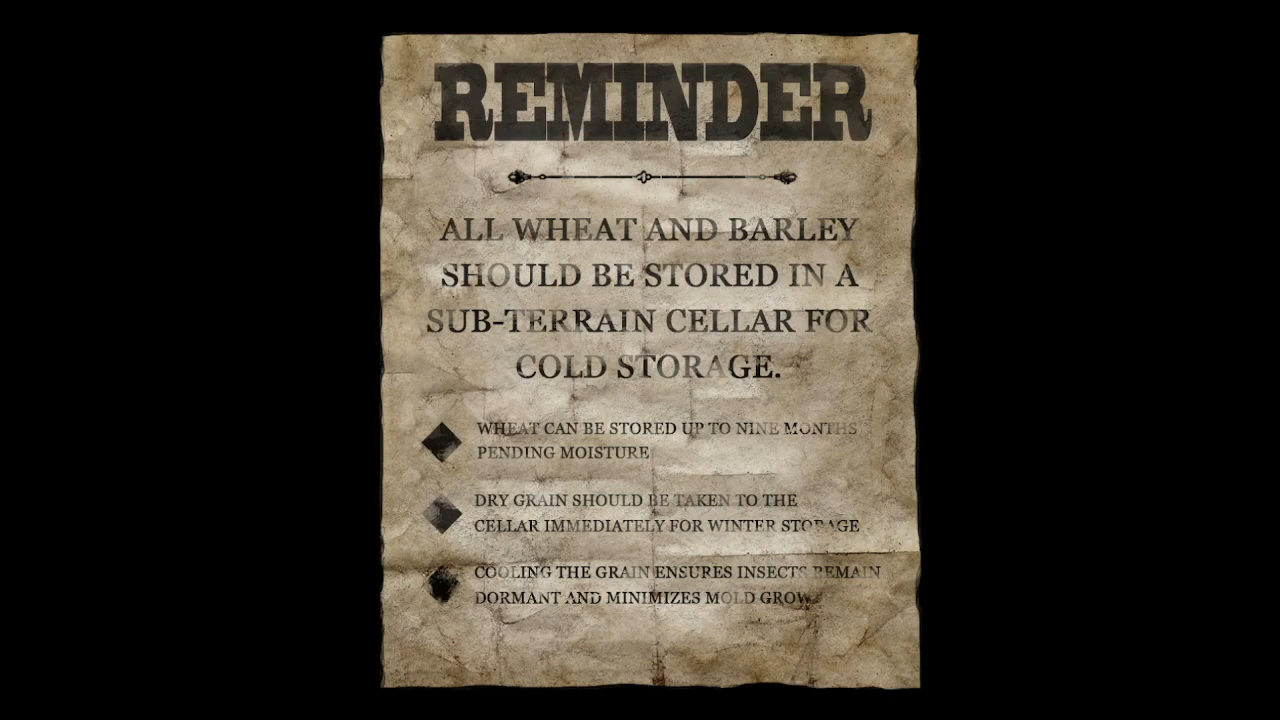 REMINDER
ALL WHEAT AND BARLEY
SHOULD BE STORED IN A
SUB-TERRAIN CELLAR FOR
COLD STORAGE.
WHEAT CAN BE STORED UP TO NINE MONTHS
PENDING MOISTURE
DRY GRAIN SHOULD BE TAKEN TO THE
CELLAR IMMEDIATELY FOR WINTER STORAGE
COOLING THE GRAIN ENSURES INSECTS REMAIN
DORMANT AND MINIMIZES MOLD